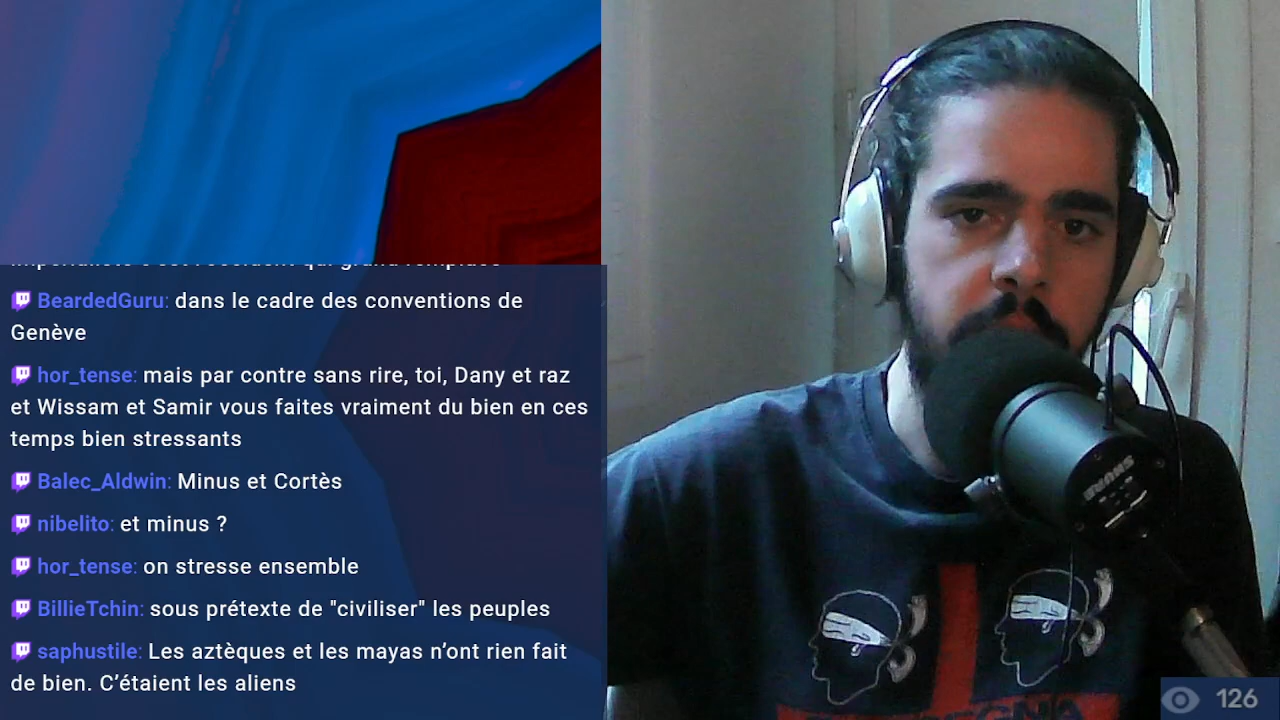 BeardedGuru: dans le cadre des conventions de
Genève
hor_tense: mais par contre sans rire, toi, Dany et raz
et Wissam et Samir vous faites vraiment du bien en ces
temps bien stressants
Balec_Aldwin: Minus et Cortès
nibelito: et minus ?
hor_tense: on stresse ensemble
BillieTchin: sous prétexte de "civiliser" les peuples
saphustile: Les aztèques et les mayas n’ont rien fait
de bien. C’étaient les aliens
SHURE
126